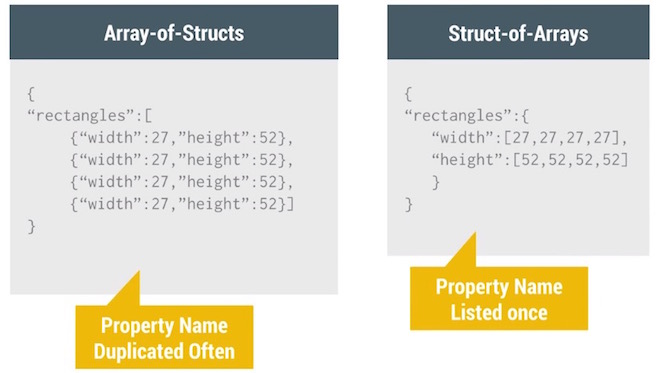 Array-of-Structs
{
“rectangles”:[
{“width”:27,”height”:52},
{“width”:27,”height”:52},
{“width”:27,”height”:52},
{“width”:27,”height”:52}]
}
Property Name
Duplicated Often
Struct-of-Arrays
{
“rectangles”:{
“width”:[27,27,27,27],
“height”:[52,52,52,52]
}
}
Property Name
Listed once